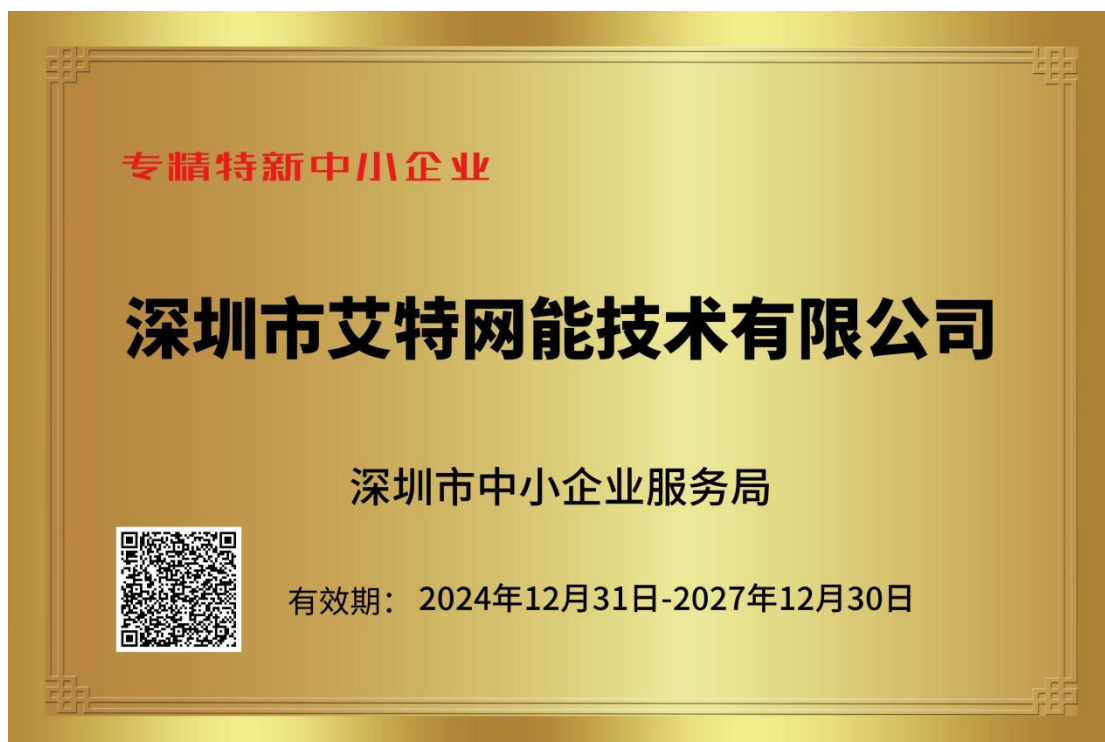 专精特新中小企业
深圳市艾特网能技术有限公司
深圳市中小企业服务局
有效期： 2024年12月31日-2027年12月30日